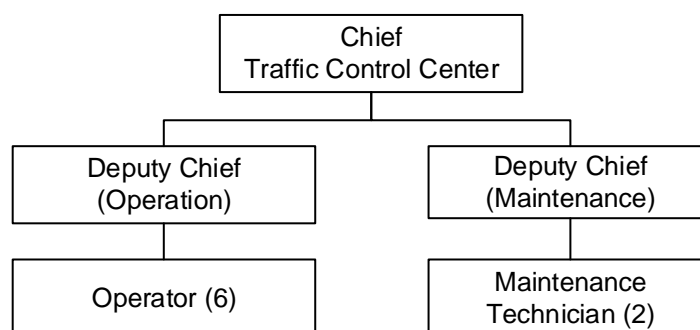 Chief
Traffic Control Center
Deputy Chief
(Operation)
Deputy Chief
(Maintenance)
Operator (6)
Maintenance
Technician (2)